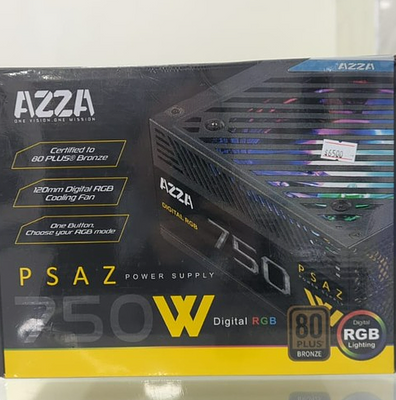 AZZA
AZZA
ONE VISION.ONE MISSION
Certified to
80 PLUS® Bronze
120mm Digital RGB
Cooling Fan
One Button,
Choose your RGB mode
26500
AZZA
DIGITAL RGB
750
PSAZ
W
PSAZ POWER SUPPLY
750W
Digital RGB
80
PLUS
BRONZE
Digital
RGB
Lighting